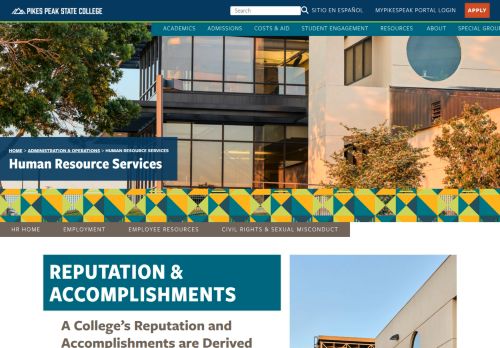 PIKES PEAK STATE COLLEGE
Search
SITIO EN ESPAÑOL
MYPIKESPEAK PORTAL LOGIN
APPLY
ACADEMICS ADMISSIONS COSTS & AID STUDENT ENGAGEMENT RESOURCES ABOUT SPECIAL GROU
HOME > ADMINISTRATION & OPERATIONS > HUMAN RESOURCE SERVICES
Human Resource Services
HR HOME EMPLOYMENT EMPLOYEE RESOURCES CIVIL RIGHTS & SEXUAL MISCONDUCT
REPUTATION &
ACCOMPLISHMENTS
A College's Reputation and
Accomplishments are Derived